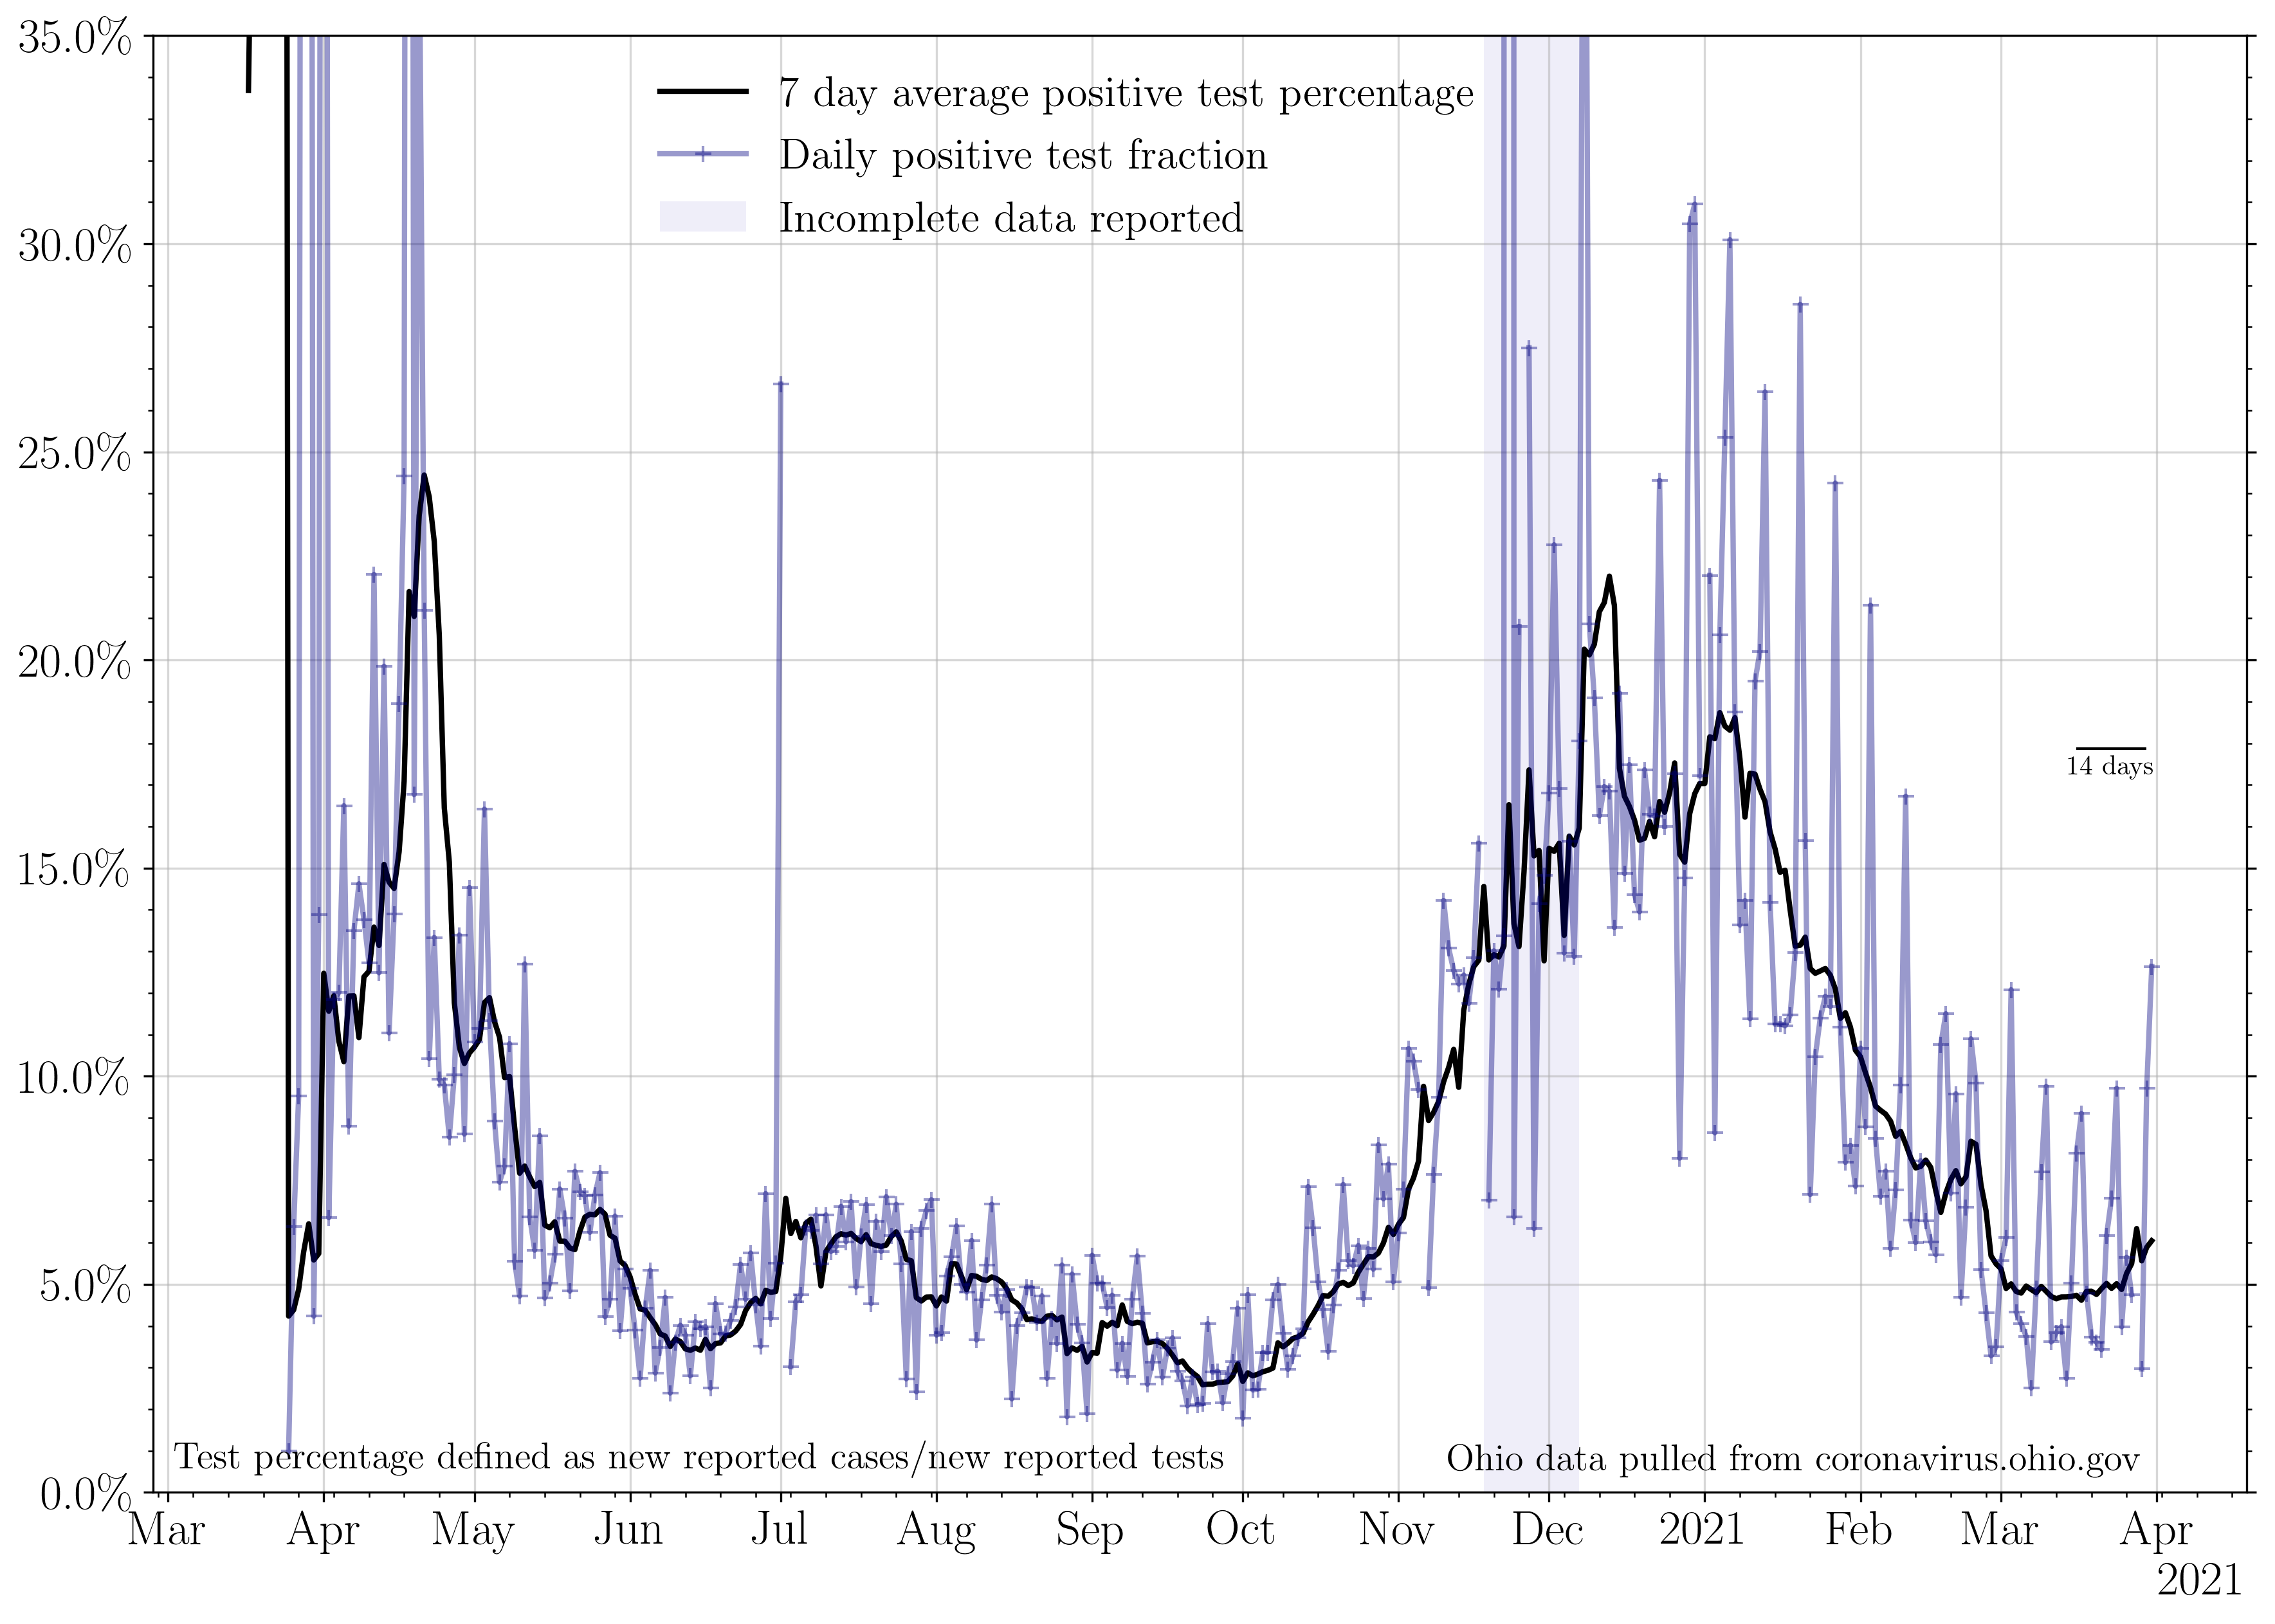 35.0%
30.0%
25.0%
20.0%
15.0%
10.0%
5.0%
0.0%
7 day average positive test percentage
Daily positive test fraction
Incomplete data reported
14 days
Test percentage defined as new reported cases/new reported tests
Ohio data pulled from coronavirus.ohio.gov
Mar Apr May Jun Jul Aug Sep Oct Nov Dec 2021 Feb Mar Apr
2021